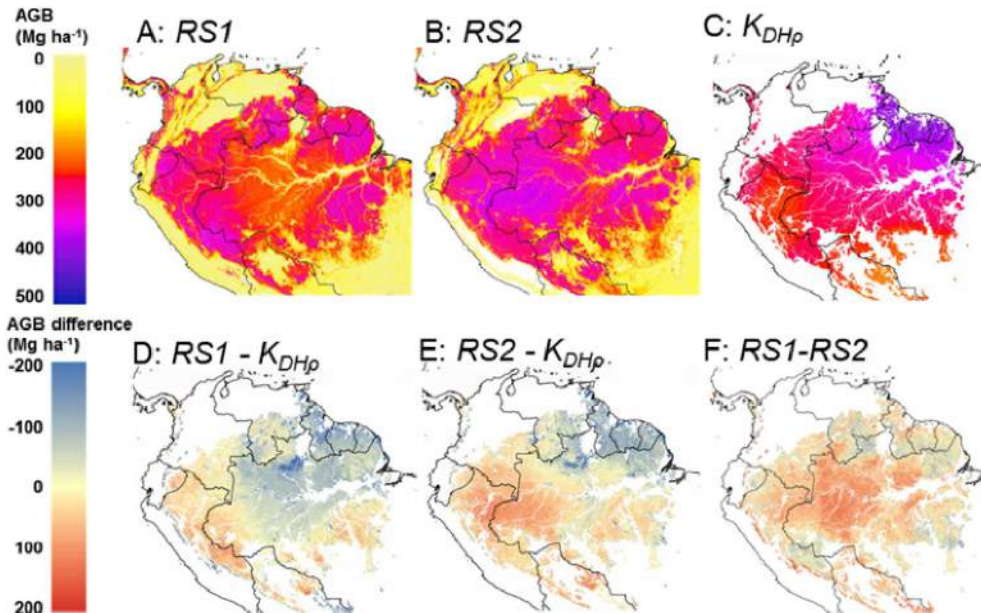 AGB
(Mg ha⁻¹)
0
100
200
300
400
500
A: RS1
B: RS2
C: K_DHρ
AGB difference
(Mg ha⁻¹)
-200
-100
0
100
200
D: RS1 - K_DHρ
E: RS2 - K_DHρ
F: RS1-RS2